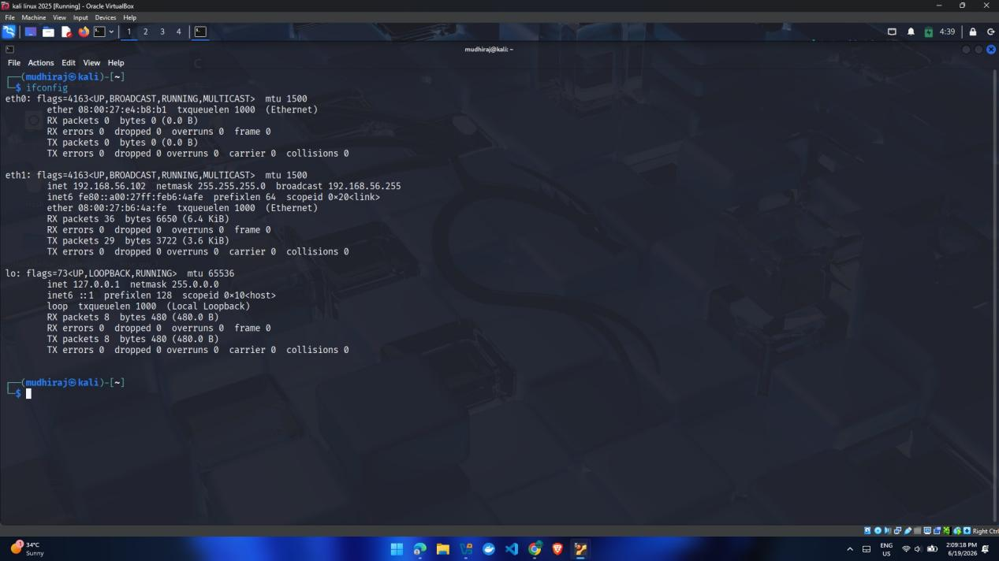 kali linux 2025 [Running] - Oracle VirtualBox
File Machine View Input Devices Help
1 2 3 4 4:39
mudhiraj@kali: ~
File Actions Edit View Help
┌──(mudhiraj㉿kali)-[~]
└─$ ifconfig
eth0: flags=4163<UP,BROADCAST,RUNNING,MULTICAST> mtu 1500
ether 08:00:27:e4:b8:b1 txqueuelen 1000 (Ethernet)
RX packets 0 bytes 0 (0.0 B)
RX errors 0 dropped 0 overruns 0 frame 0
TX packets 0 bytes 0 (0.0 B)
TX errors 0 dropped 0 overruns 0 carrier 0 collisions 0
eth1: flags=4163<UP,BROADCAST,RUNNING,MULTICAST> mtu 1500
inet 192.168.56.102 netmask 255.255.255.0 broadcast 192.168.56.255
inet6 fe80::a00:27ff:feb6:4afe prefixlen 64 scopeid 0×20<link>
ether 08:00:27:b6:4a:fe txqueuelen 1000 (Ethernet)
RX packets 36 bytes 6650 (6.4 KiB)
RX errors 0 dropped 0 overruns 0 frame 0
TX packets 29 bytes 3722 (3.6 KiB)
TX errors 0 dropped 0 overruns 0 carrier 0 collisions 0
lo: flags=73<UP,LOOPBACK,RUNNING> mtu 65536
inet 127.0.0.1 netmask 255.0.0.0
inet6 ::1 prefixlen 128 scopeid 0×10<host>
loop txqueuelen 1000 (Local Loopback)
RX packets 8 bytes 480 (480.0 B)
RX errors 0 dropped 0 overruns 0 frame 0
TX packets 8 bytes 480 (480.0 B)
TX errors 0 dropped 0 overruns 0 carrier 0 collisions 0
┌──(mudhiraj㉿kali)-[~]
└─$
Right Ctrl
1
34°C
Sunny
ENG
US
2:09:18 PM
6/19/2026